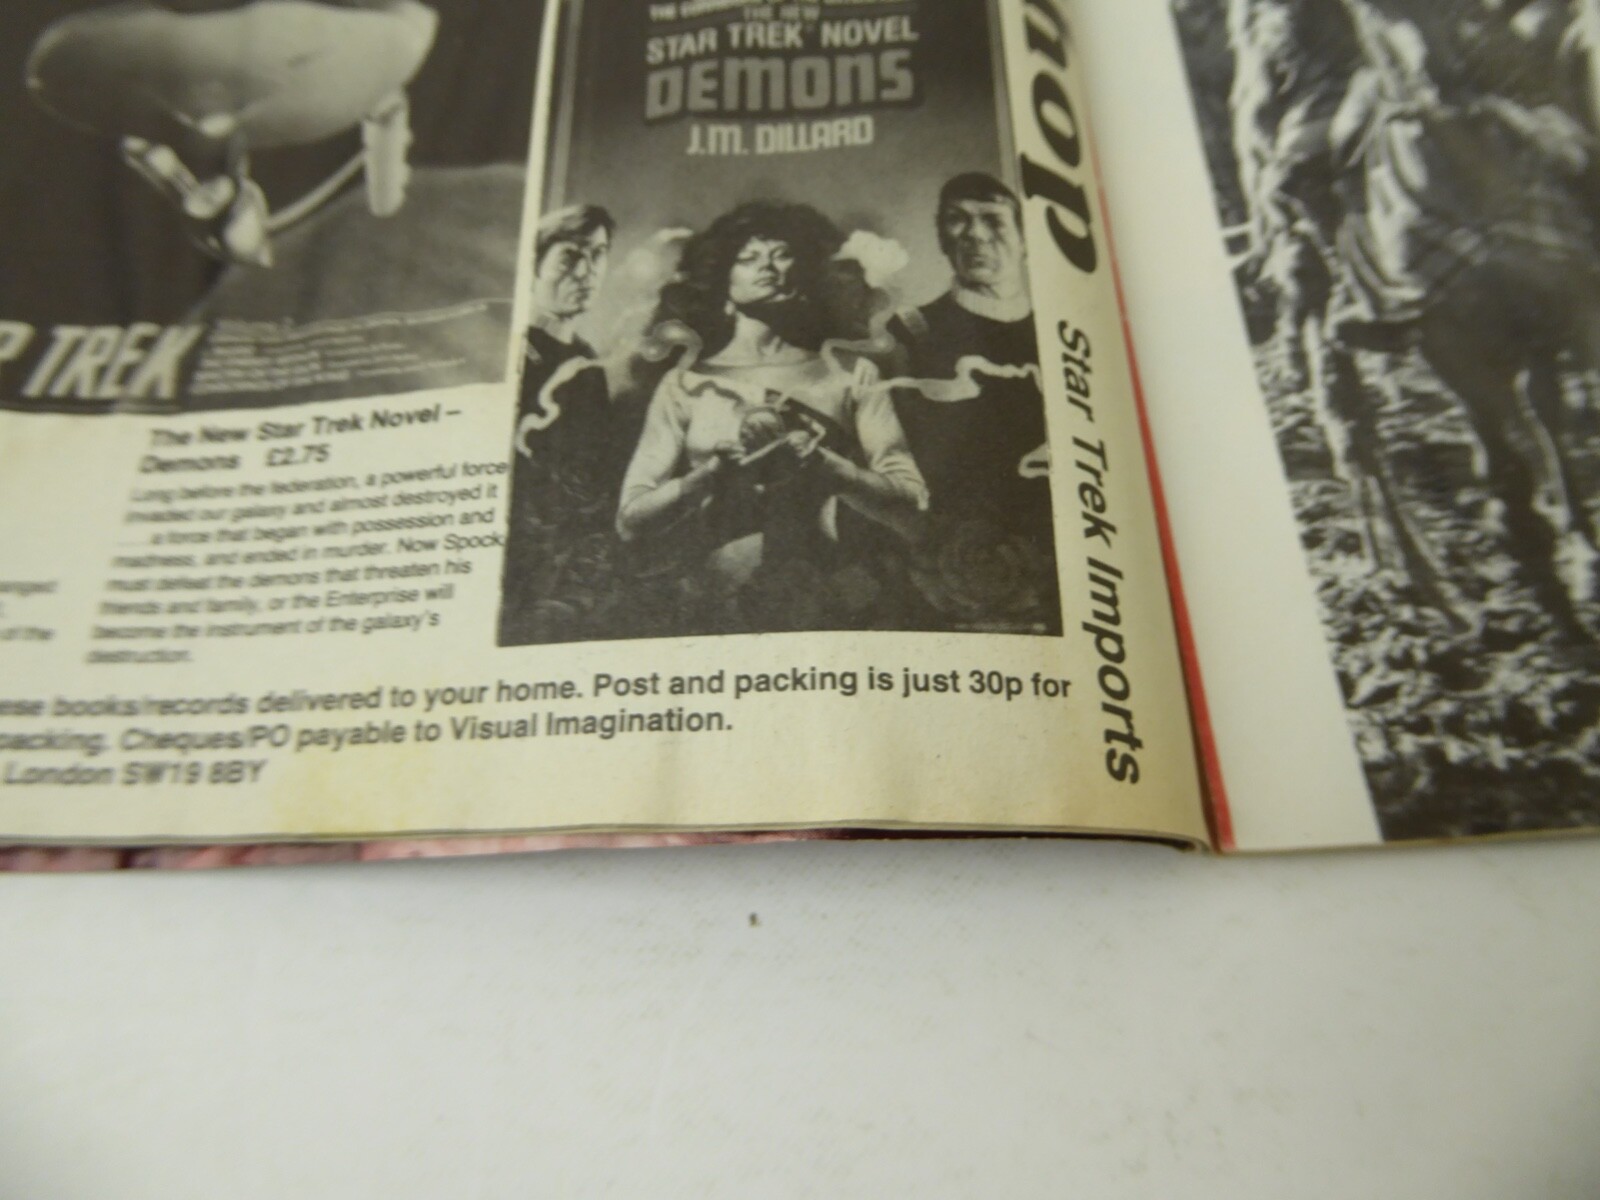 THE NEW
STAR TREK NOVEL
DEMONS
J.M. DILLARD
TREK
The New Star Trek Novel –
Demons £2.75
Long before the federation, a powerful force
invaded our galaxy and almost destroyed it
. . . a force that began with possession and
madness, and ended in murder. Now Spock
must defeat the demons that threaten his
friends and family, or the Enterprise will
become the instrument of the galaxy's
destruction.
of the
books/records delivered to your home. Post and packing is just 30p for
packing. Cheques/PO payable to Visual Imagination.
London SW19 8BY
Star Trek Imports